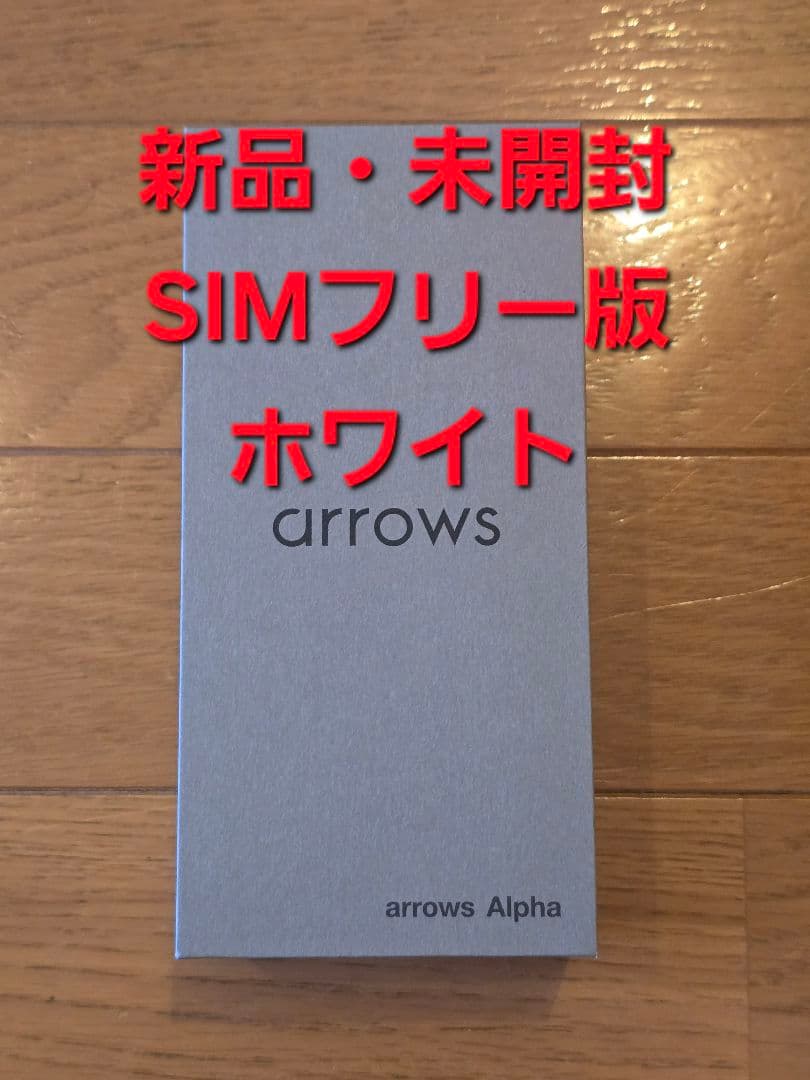 新品・未開封
SIMフリー版
ホワイト
arrows
arrows Alpha